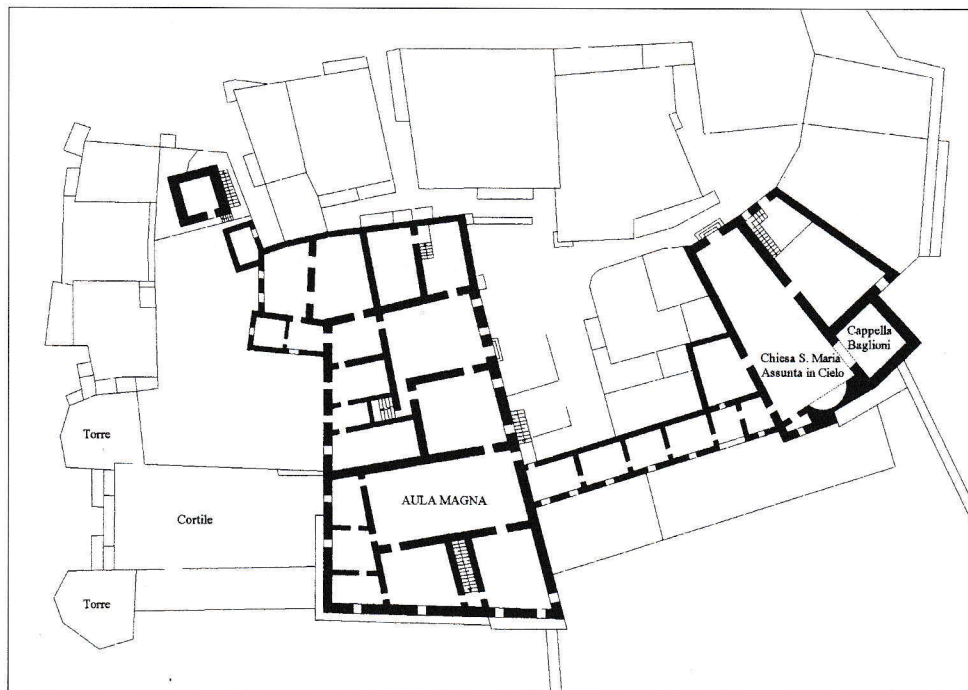 Cappella
Baglioni
Chiesa S. Maria
Assunta in Cielo
Torre
AULA MAGNA
Cortile
Torre